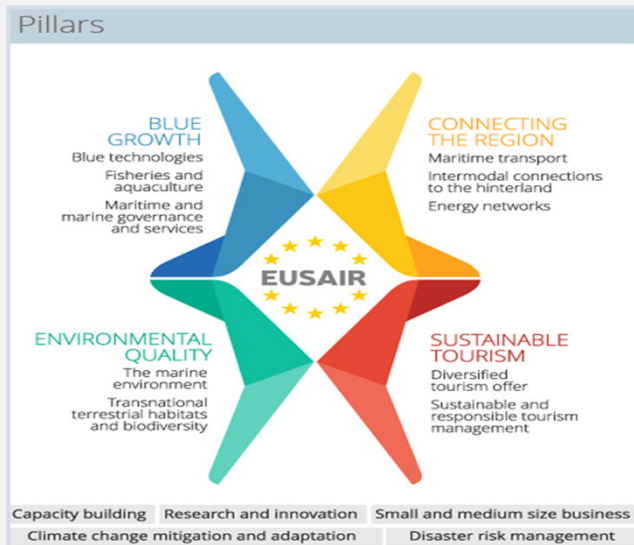 Pillars
BLUE
GROWTH
Blue technologies
Fisheries and
aquaculture
Maritime and
marine governance
and services
CONNECTING
THE REGION
Maritime transport
Intermodal connections
to the hinterland
Energy networks
EUSAIR
ENVIRONMENTAL
QUALITY
The marine
environment
Transnational
terrestrial habitats
and biodiversity
SUSTAINABLE
TOURISM
Diversified
tourism offer
Sustainable and
responsible tourism
management
Capacity building Research and innovation Small and medium size business
Climate change mitigation and adaptation Disaster risk management